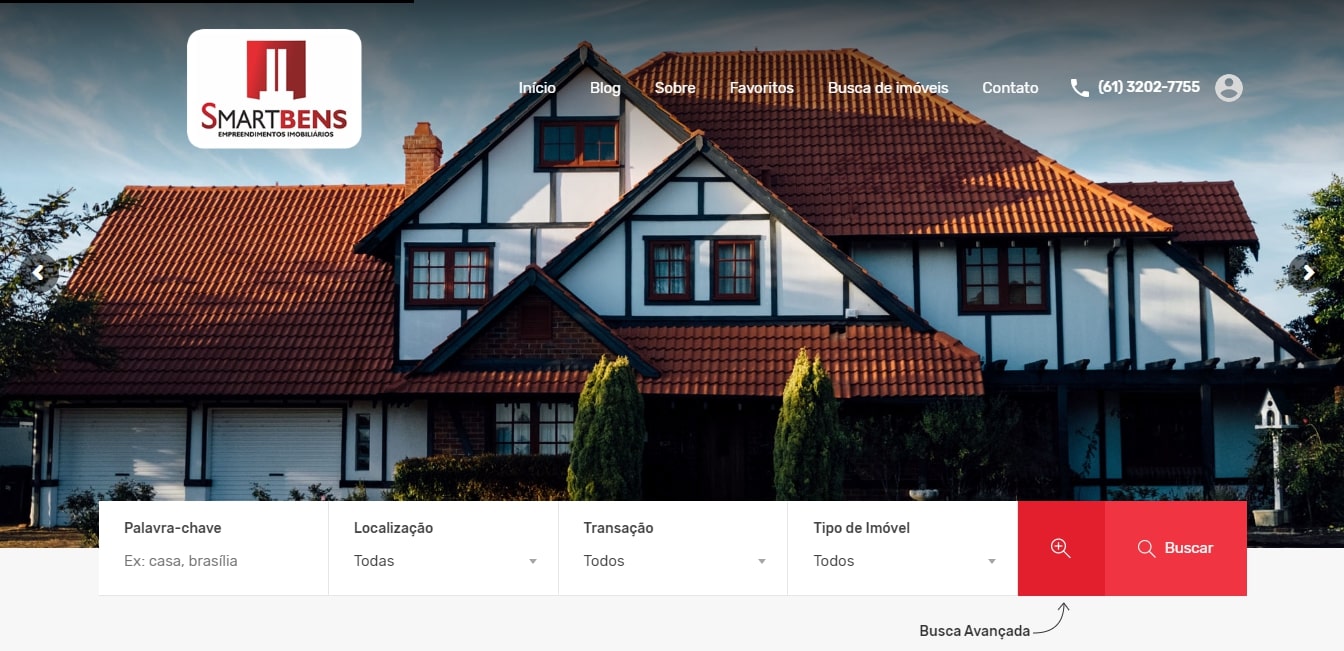 SMARTBENS
EMPREENDIMENTOS IMOBILIÁRIOS
Início Blog Sobre Favoritos Busca de imóveis Contato (61) 3202-7755
Palavra-chave Localização Transação Tipo de Imóvel
Ex: casa, brasília Todas Todos Todos
Buscar
Busca Avançada